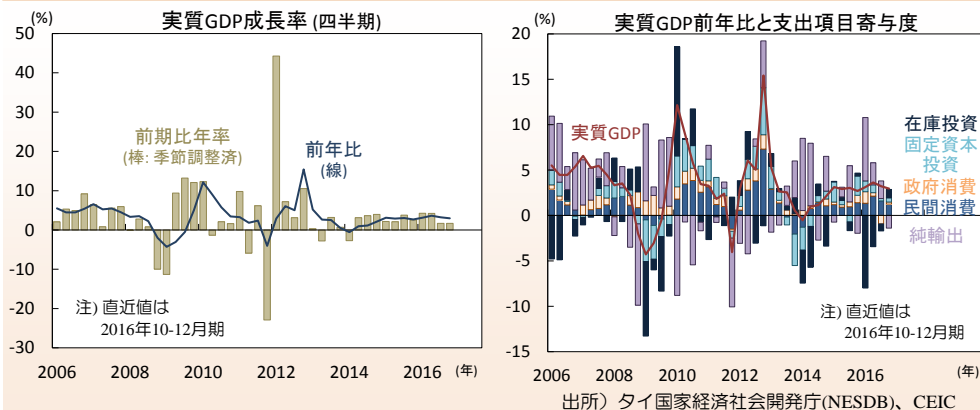 実質GDP成長率 (四半期)
(%)
50
40
30
20
10
0
-10
-20
-30
前期比年率
(棒: 季節調整済)
前年比
(線)
注) 直近値は
2016年10-12月期
2006 2008 2010 2012 2014 2016 (年)
実質GDP前年比と支出項目寄与度
(%)
20
15
10
5
0
-5
-10
-15
実質GDP
在庫投資
固定資本
投資
政府消費
民間消費
純輸出
注) 直近値は
2016年10-12月期
2006 2008 2010 2012 2014 2016
(年)
出所）タイ国家経済社会開発庁(NESDB)、CEIC